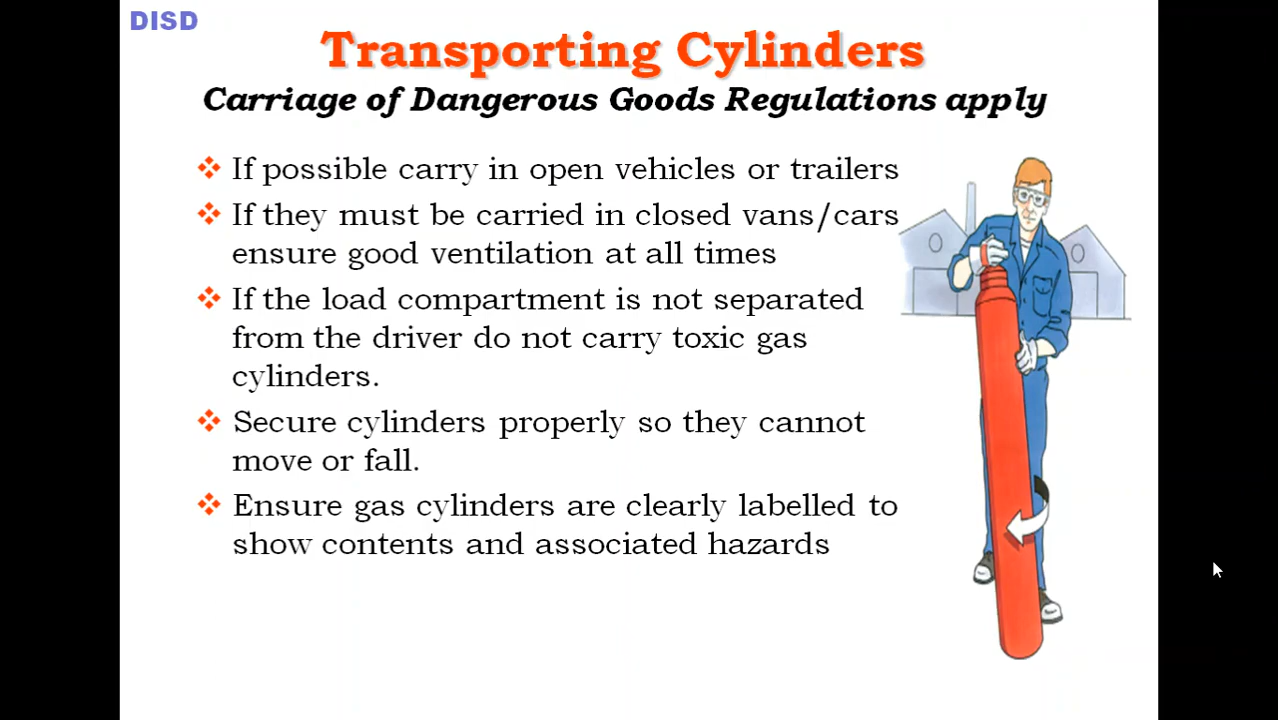 DISD
Transporting Cylinders
Carriage of Dangerous Goods Regulations apply
If possible carry in open vehicles or trailers
If they must be carried in closed vans/cars
ensure good ventilation at all times
If the load compartment is not separated
from the driver do not carry toxic gas
cylinders.
Secure cylinders properly so they cannot
move or fall.
Ensure gas cylinders are clearly labelled to
show contents and associated hazards